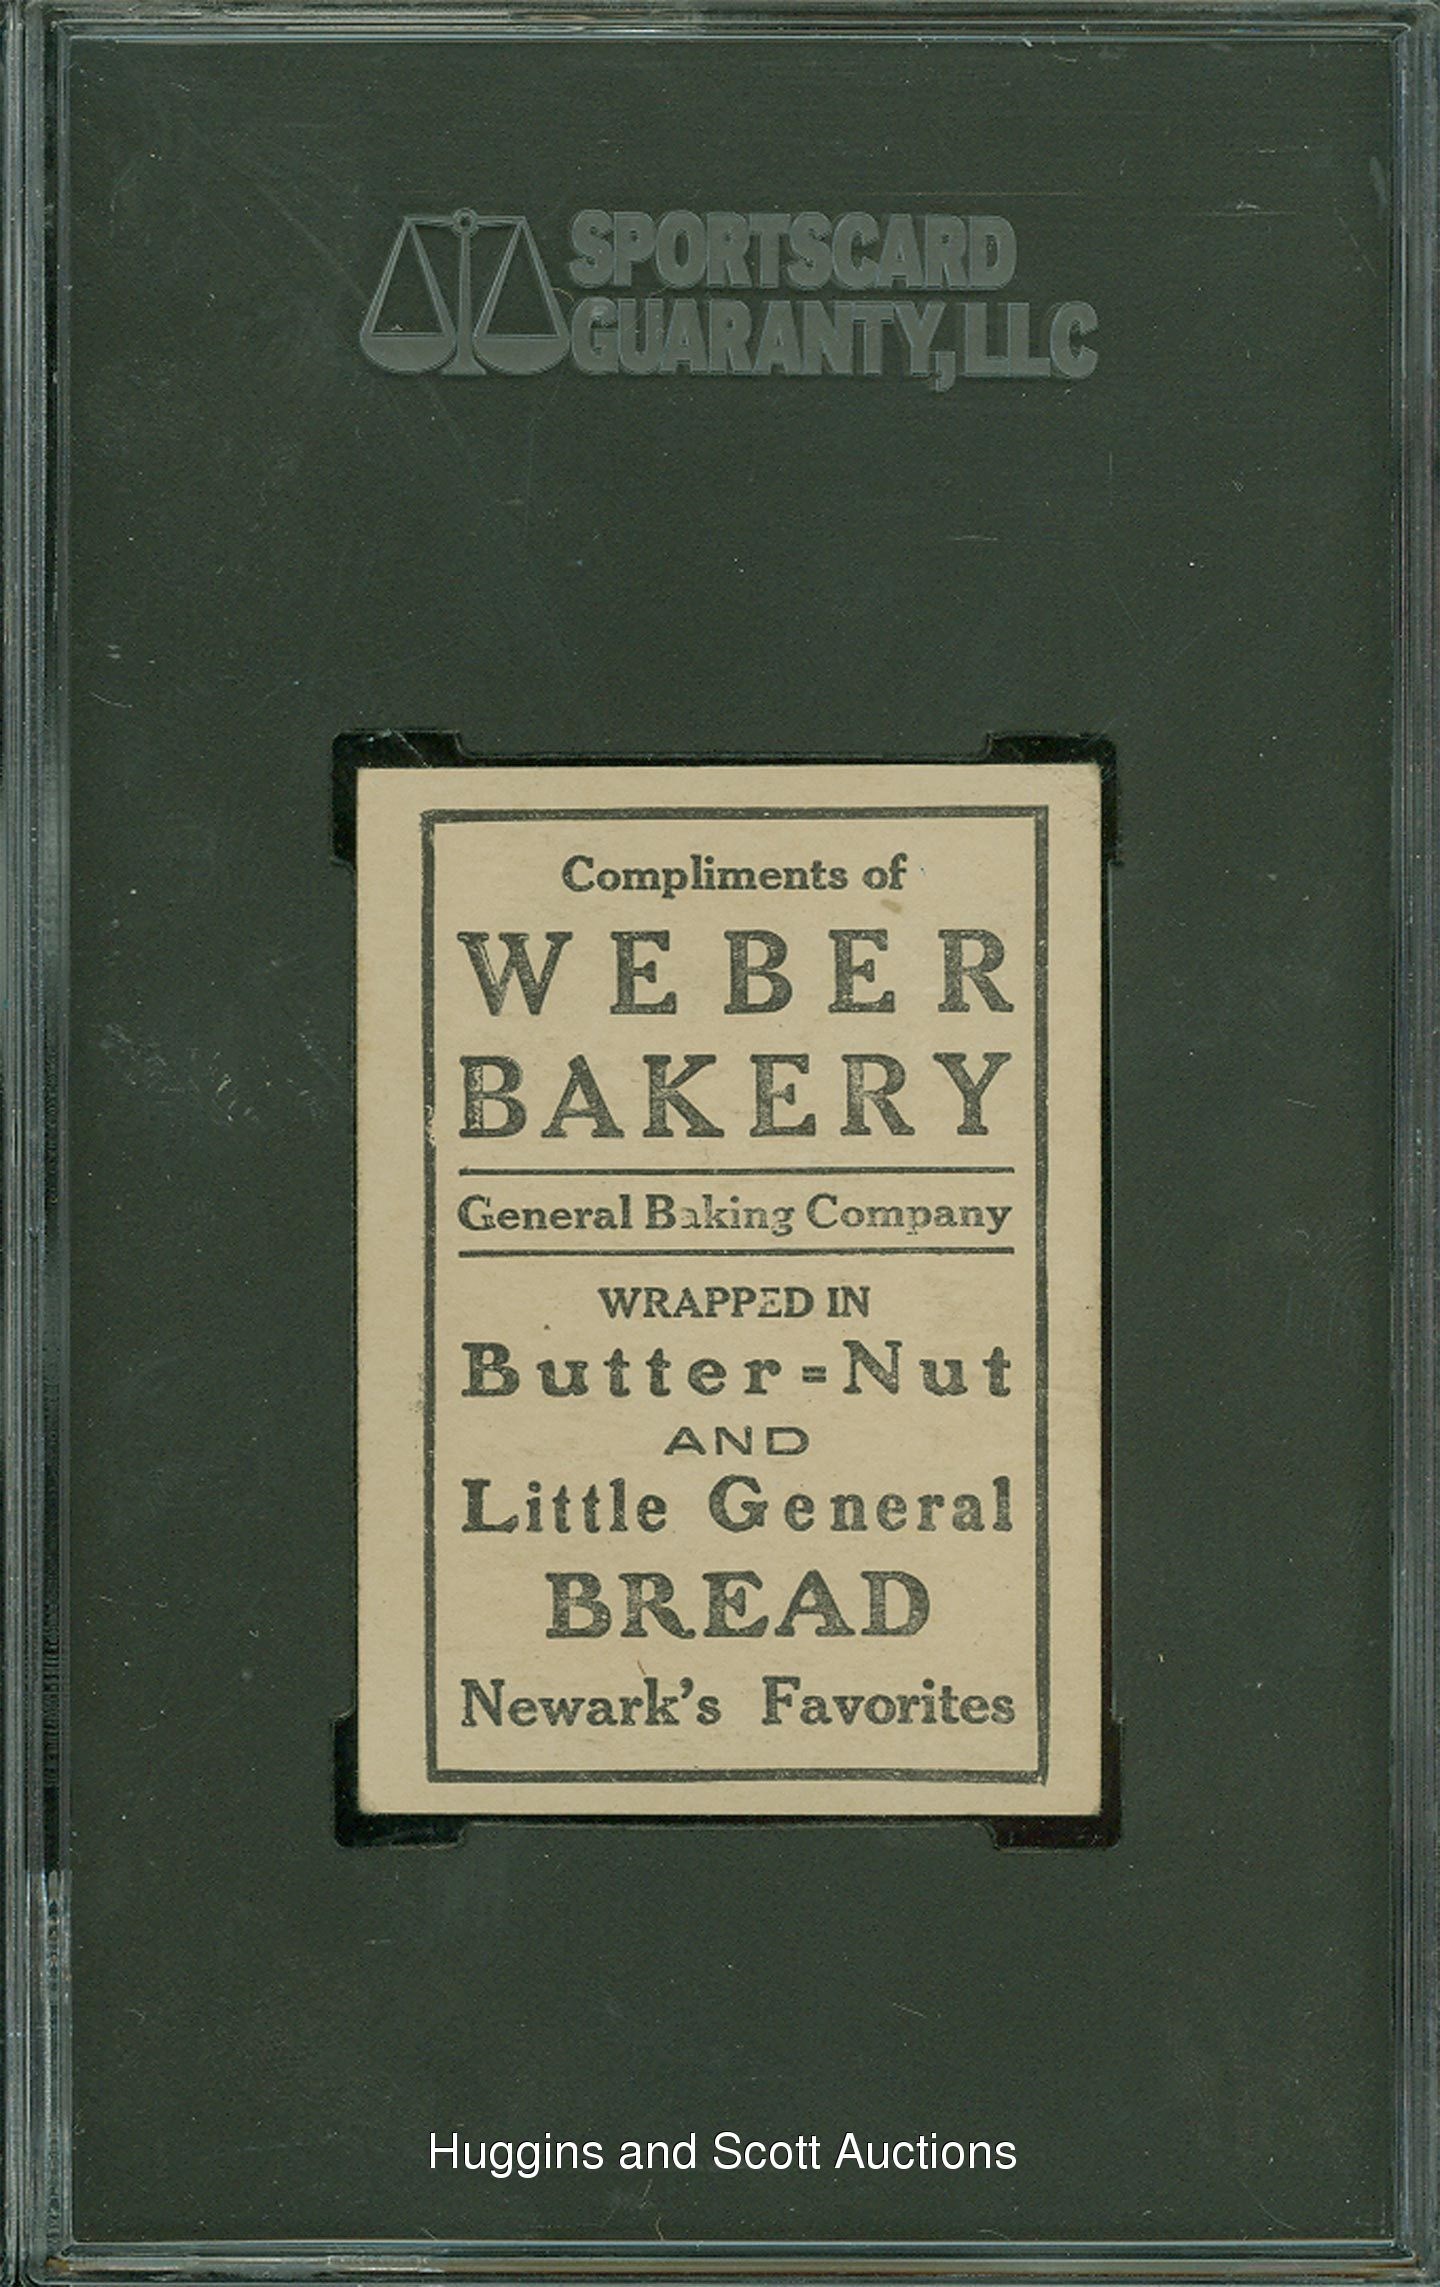 SPORTSCARD
GUARANTY, LLC
Compliments of
WEBER
BAKERY
General Baking Company
WRAPPED IN
Butter=Nut
AND
Little General
BREAD
Newark's Favorites
Huggins and Scott Auctions